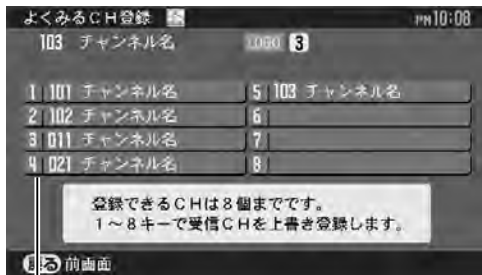 よくみるCH登録 PM10:08
103 チャンネル名 LOGO 3
1 101 チャンネル名 5 103 チャンネル名
2 102 チャンネル名 6
3 011 チャンネル名 7
4 021 チャンネル名 8
登録できるCHは8個までです。
1～8キーで受信CHを上書き登録します。
戻る 前画面